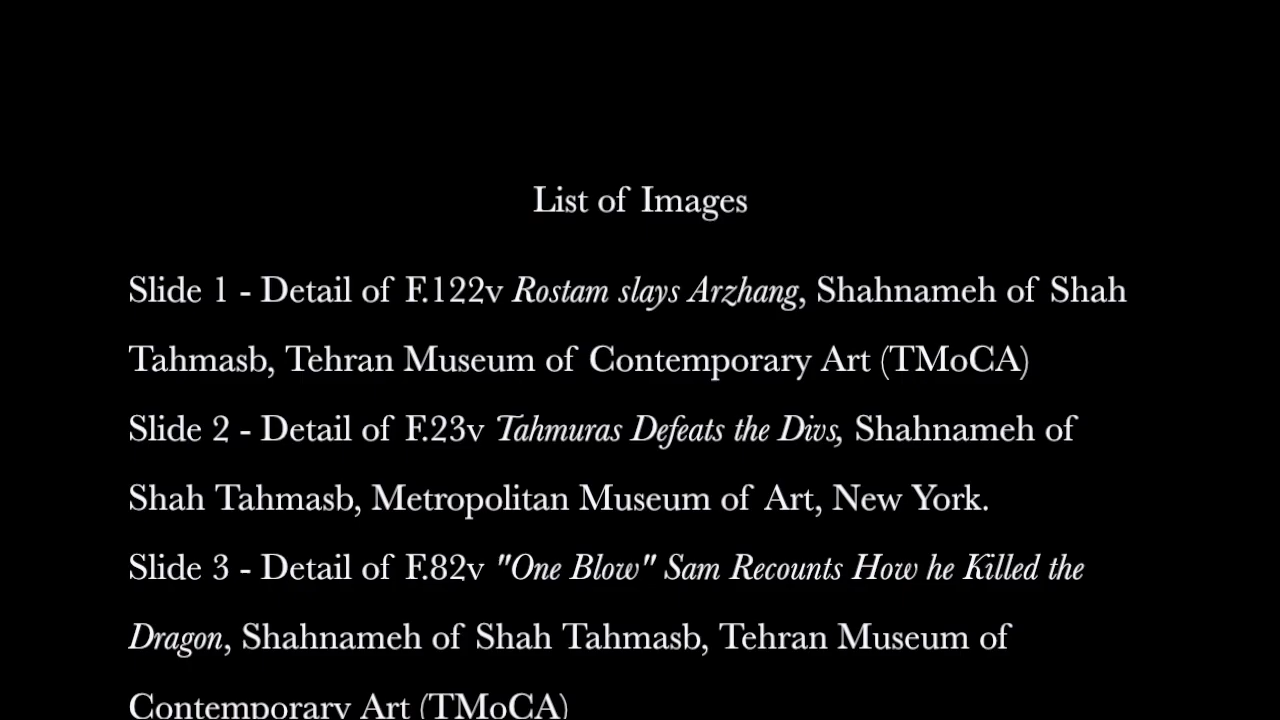 List of Images
Slide 1 - Detail of F.122v Rostam slays Arzhang, Shahnameh of Shah
Tahmasb, Tehran Museum of Contemporary Art (TMoCA)
Slide 2 - Detail of F.23v Tahmuras Defeats the Divs, Shahnameh of
Shah Tahmasb, Metropolitan Museum of Art, New York.
Slide 3 - Detail of F.82v "One Blow" Sam Recounts How he Killed the
Dragon, Shahnameh of Shah Tahmasb, Tehran Museum of
Contemporary Art (TMoCA)